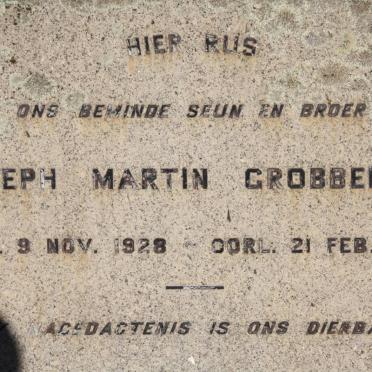 HIER RUS
ONS BEMINDE SEUN EN BROER
EPH MARTIN GROBBE
. 9 NOV. 1928 OORL. 21 FEB.
NAGEDAGTENIS IS ONS DIERBA